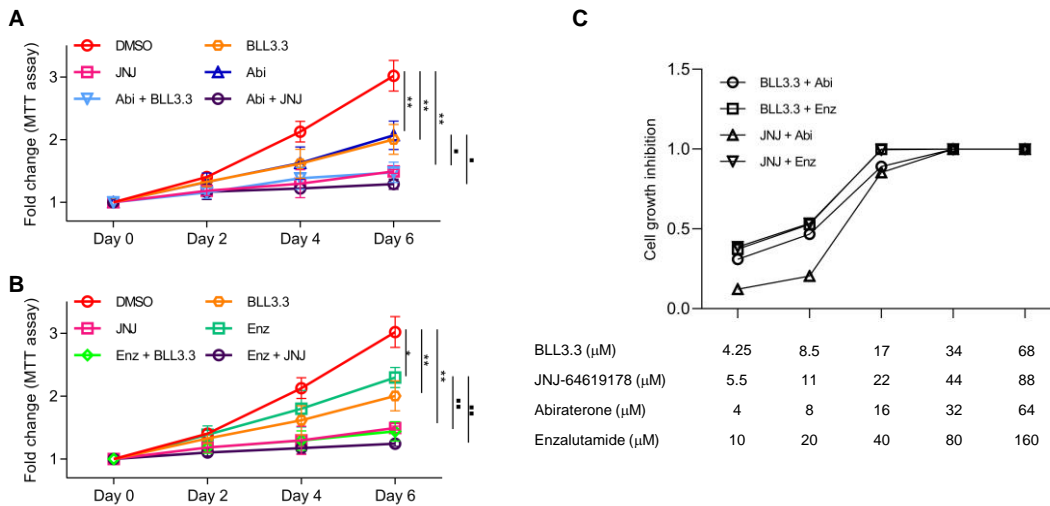 A
Fold change (MTT assay)
3
2
1
DMSO
BLL3.3
JNJ
Abi
Abi + BLL3.3
Abi + JNJ
**
**
**
Day 0
Day 2
Day 4
Day 6
B
Fold change (MTT assay)
3
2
1
DMSO
BLL3.3
JNJ
Enz
Enz + BLL3.3
Enz + JNJ
*
**
**
Day 0
Day 2
Day 4
Day 6
C
Cell growth inhibition
1.5
1.0
0.5
0.0
BLL3.3 + Abi
BLL3.3 + Enz
JNJ + Abi
JNJ + Enz
BLL3.3 (μM) 4.25 8.5 17 34 68
JNJ-64619178 (μM) 5.5 11 22 44 88
Abiraterone (μM) 4 8 16 32 64
Enzalutamide (μM) 10 20 40 80 160